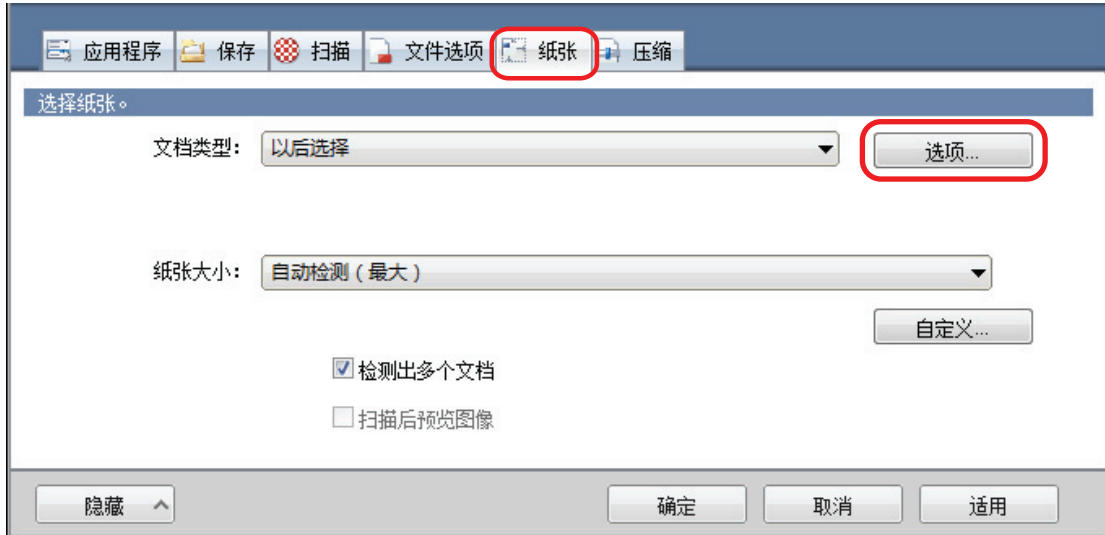 应用程序 保存 扫描 文件选项 纸张 压缩
选择纸张。
文档类型: 以后选择 选项...
纸张大小: 自动检测（最大） 
自定义...
检测出多个文档
扫描后预览图像
隐藏 确定 取消 适用